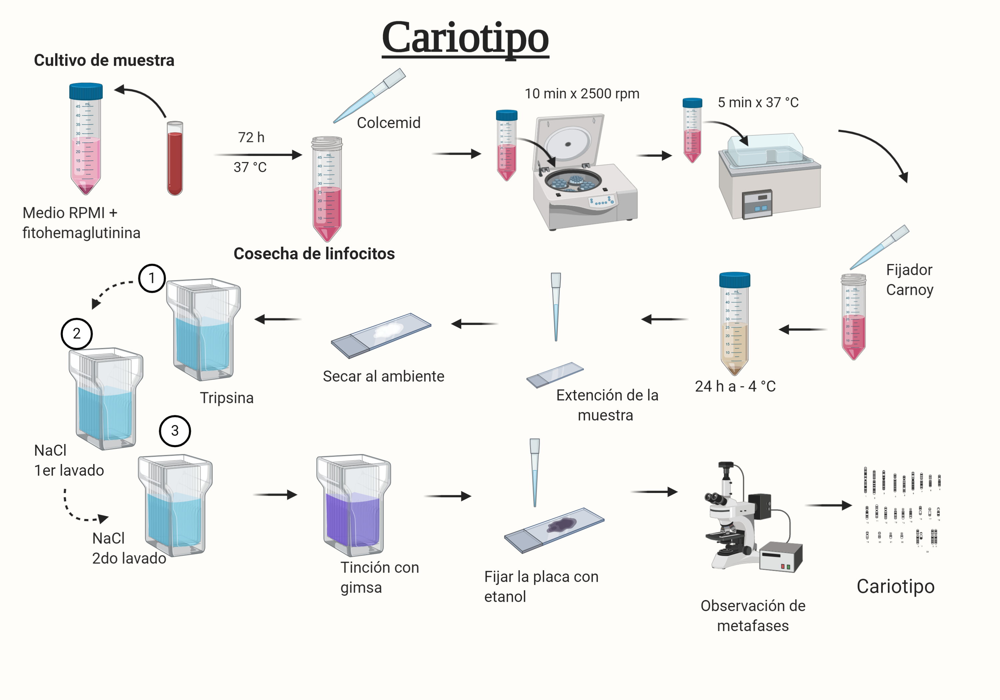 Cariotipo
Cultivo de muestra
Medio RPMI +
fitohemaglutinina
72 h
37 °C
Colcemid
Cosecha de linfocitos
10 min x 2500 rpm
5 min x 37 °C
Fijador
Carnoy
24 h a - 4 °C
Extención de la
muestra
Secar al ambiente
1
Tripsina
2
NaCl
1er lavado
3
NaCl
2do lavado
Tinción con
gimsa
Fijar la placa con
etanol
Observación de
metafases
Cariotipo